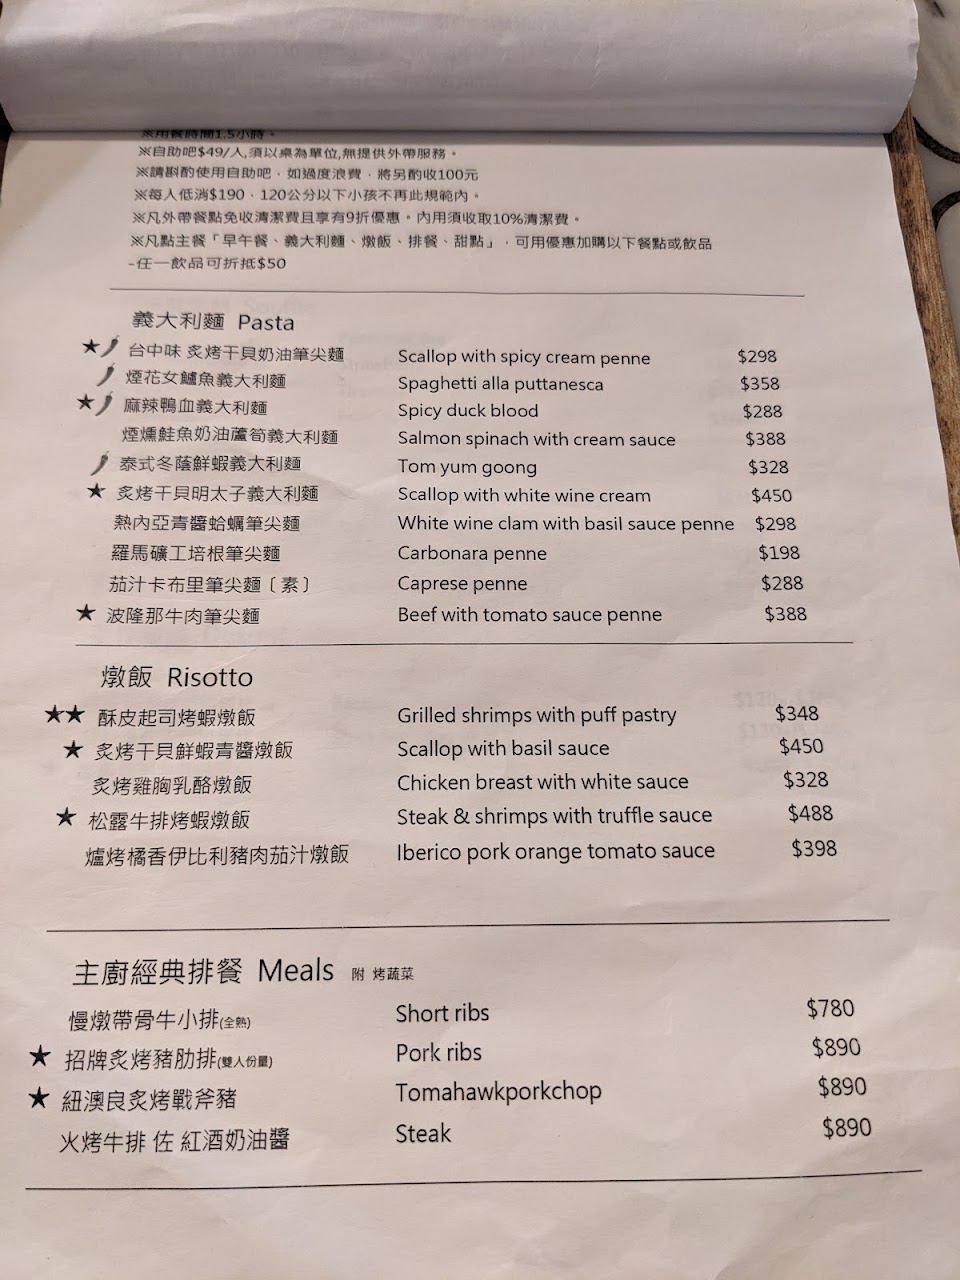 ※用餐時間1.5小時。
※自助吧$49/人,須以桌為單位,無提供外帶服務。
※請斟酌使用自助吧，如過度浪費，將另酌收100元
※每人低消$190，120公分以下小孩不再此規範內。
※凡外帶餐點免收清潔費且享有9折優惠。內用須收取10%清潔費。
※凡點主餐「早午餐、義大利麵、燉飯、排餐、甜點」，可用優惠加購以下餐點或飲品
-任一飲品可折抵$50
義大利麵 Pasta
★ 台中味 炙烤干貝奶油筆尖麵 Scallop with spicy cream penne $298
煙花女鱸魚義大利麵 Spaghetti alla puttanesca $358
★ 麻辣鴨血義大利麵 Spicy duck blood $288
煙燻鮭魚奶油蘆筍義大利麵 Salmon spinach with cream sauce $388
泰式冬蔭鮮蝦義大利麵 Tom yum goong $328
★ 炙烤干貝明太子義大利麵 Scallop with white wine cream $450
熱內亞青醬蛤蠣筆尖麵 White wine clam with basil sauce penne $298
羅馬礦工培根筆尖麵 Carbonara penne $198
茄汁卡布里筆尖麵〔素〕 Caprese penne $288
★ 波隆那牛肉筆尖麵 Beef with tomato sauce penne $388
燉飯 Risotto
★★ 酥皮起司烤蝦燉飯 Grilled shrimps with puff pastry $348
★ 炙烤干貝鮮蝦青醬燉飯 Scallop with basil sauce $450
炙烤雞胸乳酪燉飯 Chicken breast with white sauce $328
★ 松露牛排烤蝦燉飯 Steak & shrimps with truffle sauce $488
爐烤橘香伊比利豬肉茄汁燉飯 Iberico pork orange tomato sauce $398
主廚經典排餐 Meals 附 烤蔬菜
慢燉帶骨牛小排(全熟) Short ribs $780
★ 招牌炙烤豬肋排(雙人份量) Pork ribs $890
★ 紐澳良炙烤戰斧豬 Tomahawkporkchop $890
火烤牛排 佐 紅酒奶油醬 Steak $890